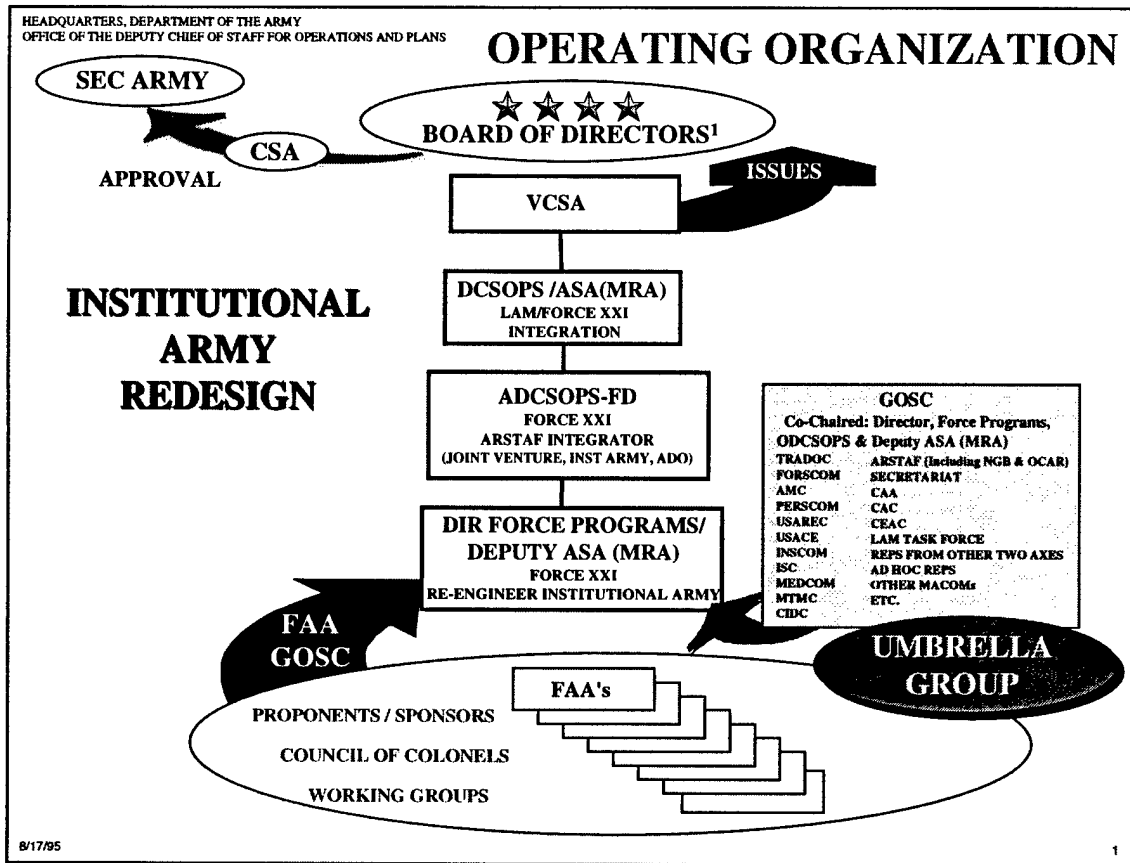 HEADQUARTERS, DEPARTMENT OF THE ARMY
OFFICE OF THE DEPUTY CHIEF OF STAFF FOR OPERATIONS AND PLANS
OPERATING ORGANIZATION
SEC ARMY
BOARD OF DIRECTORS¹
CSA
APPROVAL
ISSUES
VCSA
INSTITUTIONAL
ARMY
REDESIGN
DCSOPS /ASA(MRA)
LAM/FORCE XXI
INTEGRATION
ADCSOPS-FD
FORCE XXI
ARSTAF INTEGRATOR
(JOINT VENTURE, INST ARMY, ADO)
DIR FORCE PROGRAMS/
DEPUTY ASA (MRA)
FORCE XXI
RE-ENGINEER INSTITUTIONAL ARMY
GOSC
Co-Chaired: Director, Force Programs,
ODCSOPS & Deputy ASA (MRA)
TRADOC ARSTAF (Including NGB & OCAR)
FORSCOM SECRETARIAT
AMC CAA
PERSCOM CAC
USAREC CEAC
USACE LAM TASK FORCE
INSCOM REPS FROM OTHER TWO AXES
ISC AD HOC REPS
MEDCOM OTHER MACOMs
MTMC ETC.
CIDC
FAA
GOSC
UMBRELLA
GROUP
FAA's
PROPONENTS / SPONSORS
COUNCIL OF COLONELS
WORKING GROUPS
8/17/95
1